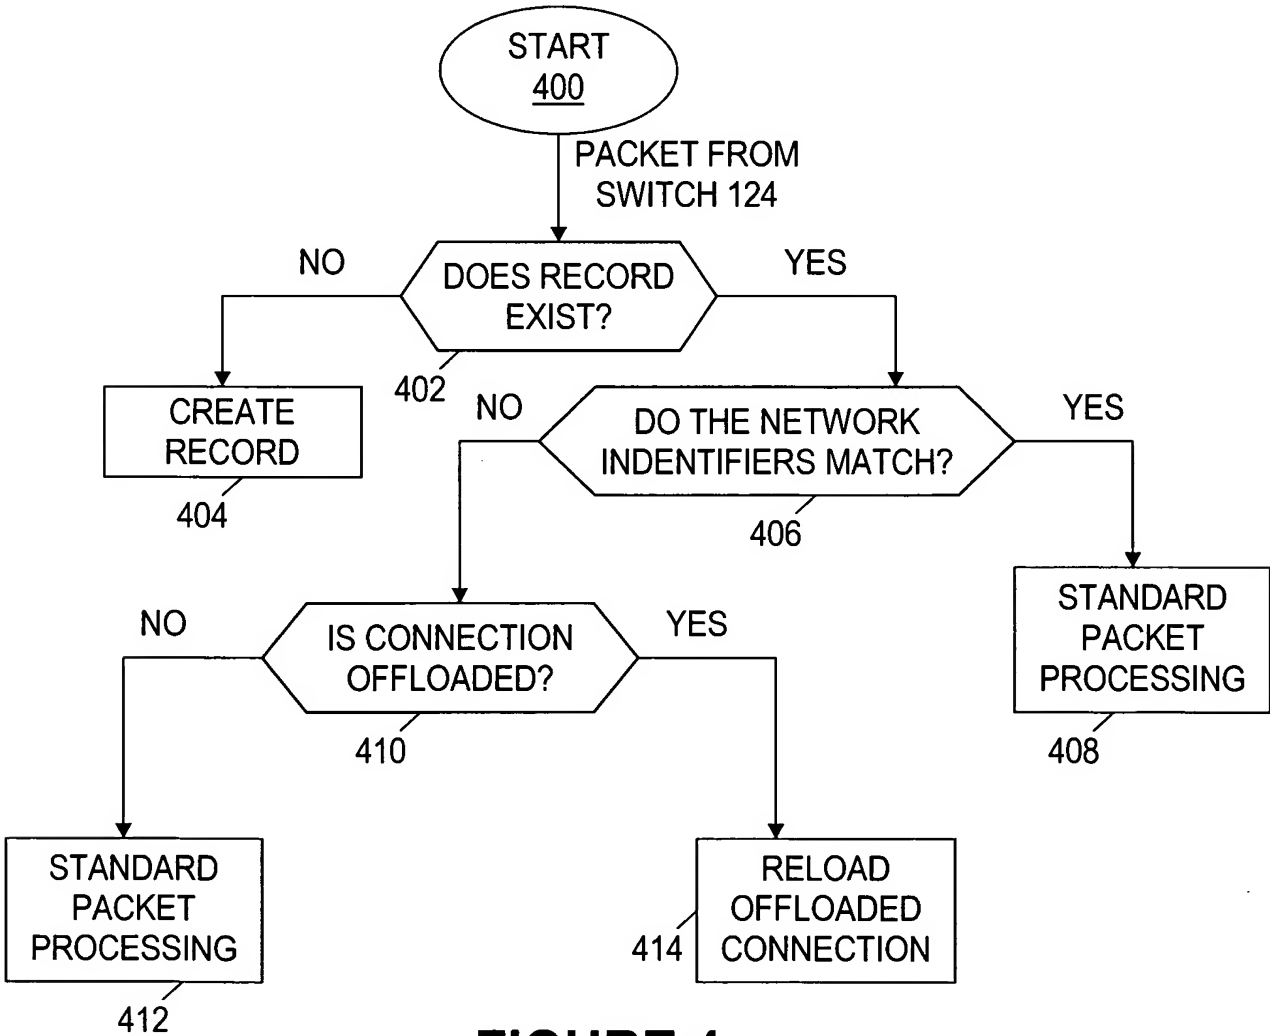 START
400
PACKET FROM
SWITCH 124
NO
YES
DOES RECORD
EXIST?
402
CREATE
RECORD
404
NO
YES
DO THE NETWORK
INDENTIFIERS MATCH?
406
STANDARD
PACKET
PROCESSING
408
NO
YES
IS CONNECTION
OFFLOADED?
410
STANDARD
PACKET
PROCESSING
412
RELOAD
OFFLOADED
CONNECTION
414